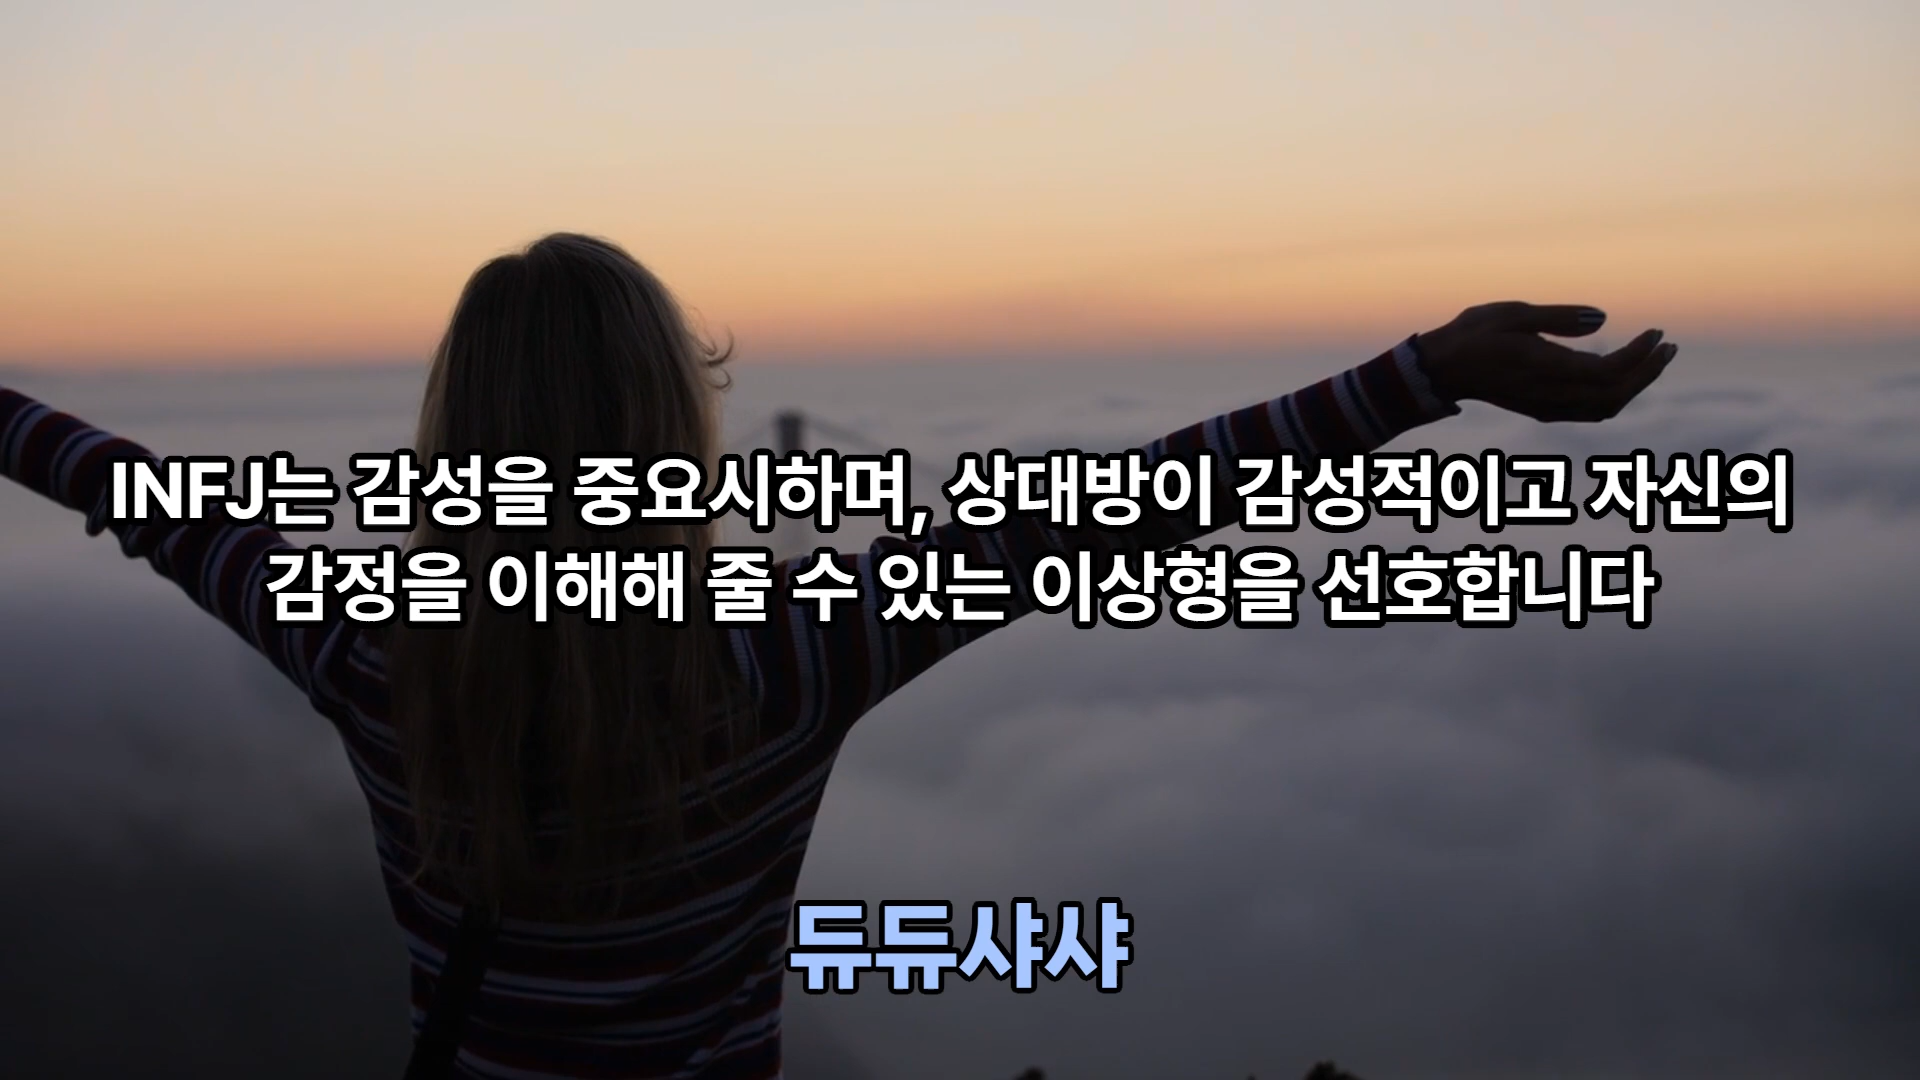 INFJ는 감성을 중요시하며, 상대방이 감성적이고 자신의
감정을 이해해 줄 수 있는 이상형을 선호합니다
듀듀샤샤